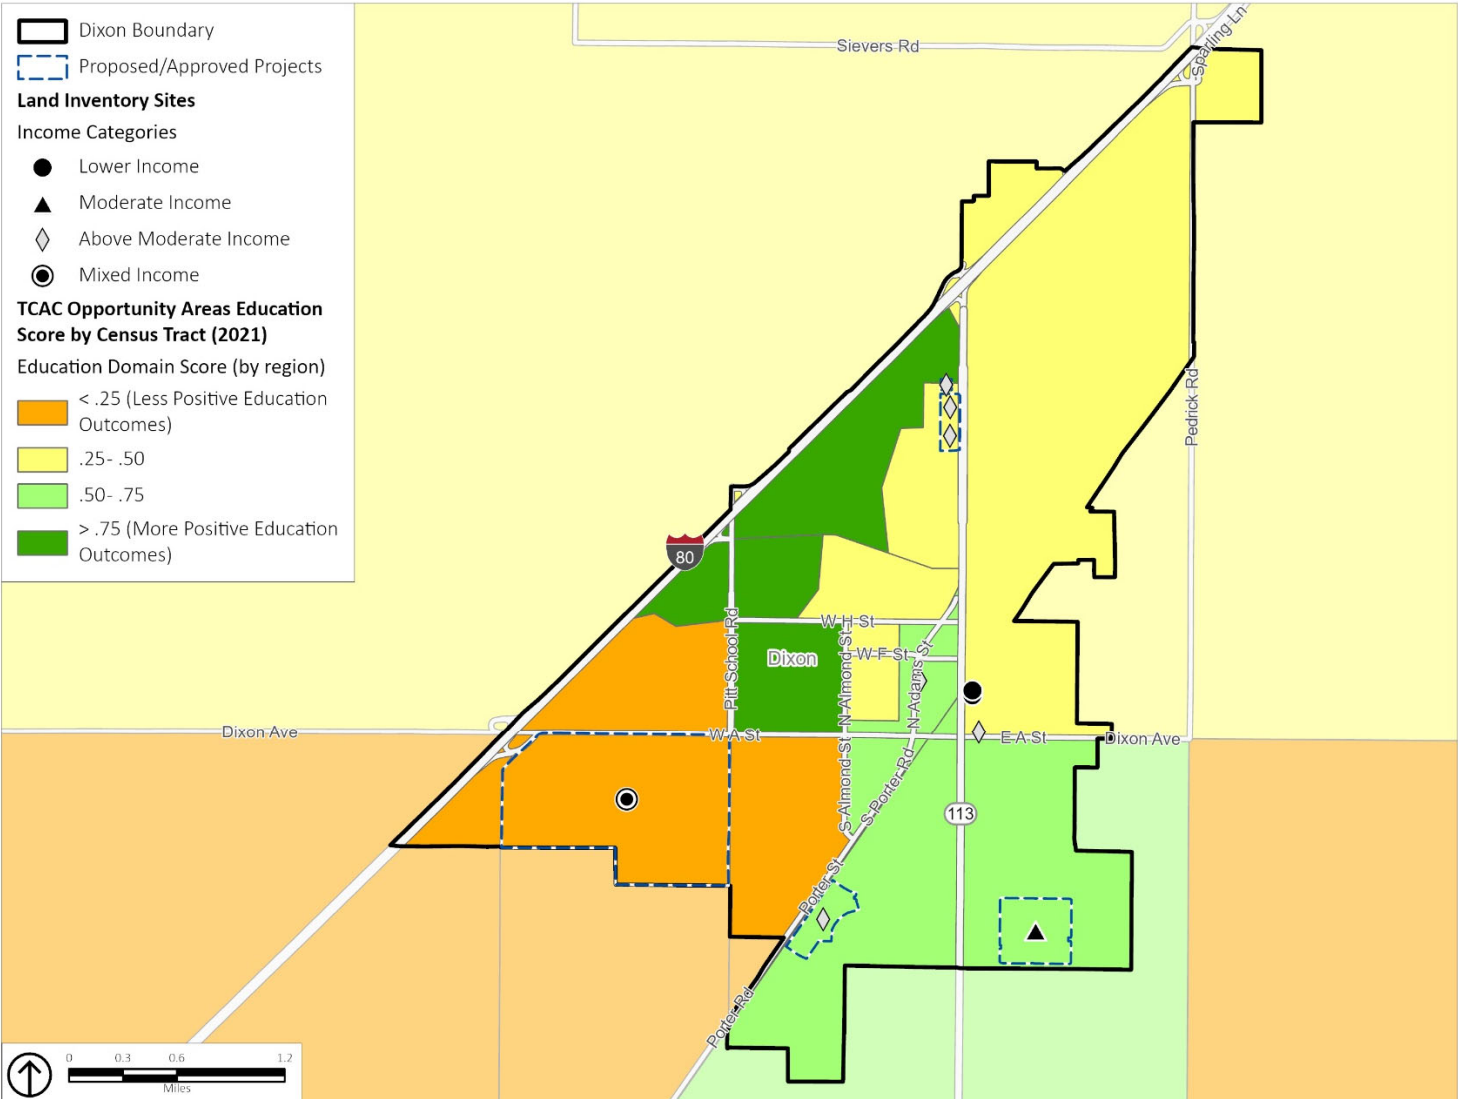 Dixon Boundary
Proposed/Approved Projects
Land Inventory Sites
Income Categories
Lower Income
Moderate Income
Above Moderate Income
Mixed Income
TCAC Opportunity Areas Education
Score by Census Tract (2021)
Education Domain Score (by region)
< .25 (Less Positive Education
Outcomes)
.25- .50
.50- .75
> .75 (More Positive Education
Outcomes)
Sievers Rd
Sparling Ln
Pedrick Rd
80
Pitt School Rd
W H St
Dixon
W F St
N Almond St
N Adams St
Dixon Ave
W A St
E A St
Dixon Ave
S Almond St
S Porter Rd
113
Porter St
Porter Rd
0 0.3 0.6 1.2
Miles